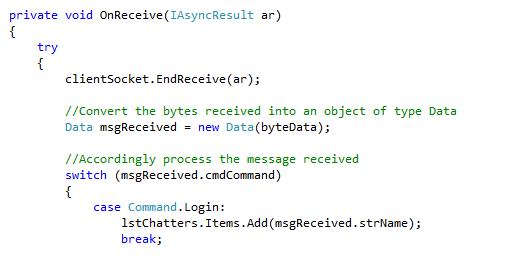 private void OnReceive(IAsyncResult ar)
{
    try
    {
        clientSocket.EndReceive(ar);

        //Convert the bytes received into an object of type Data
        Data msgReceived = new Data(byteData);

        //Accordingly process the message received
        switch (msgReceived.cmdCommand)
        {
            case Command.Login:
                lstChatters.Items.Add(msgReceived.strName);
                break;